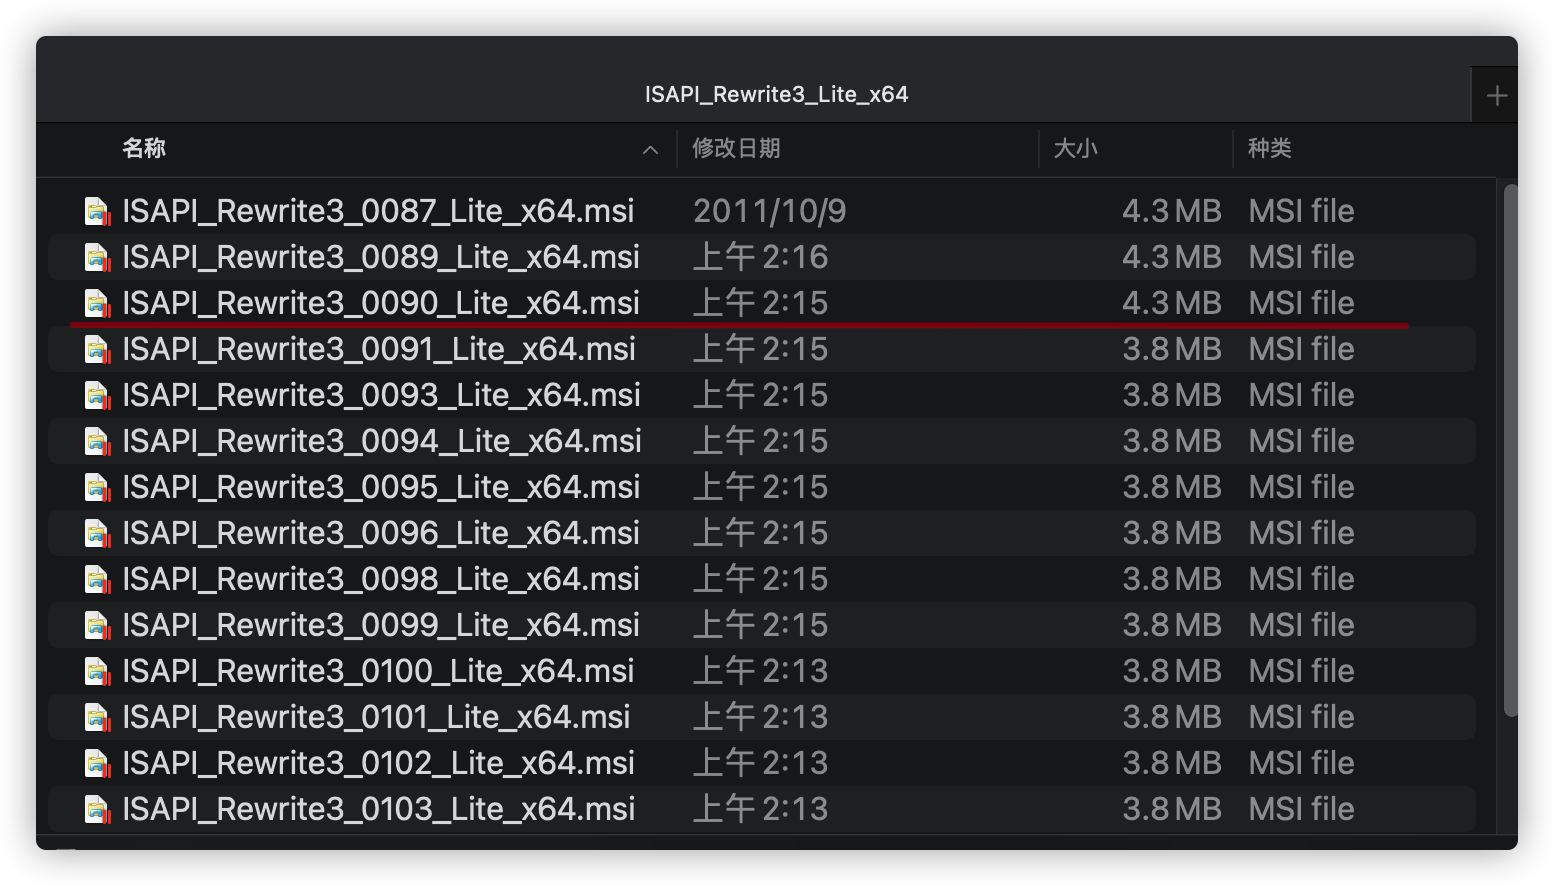 ISAPI_Rewrite3_Lite_x64
名称 修改日期 大小 种类
ISAPI_Rewrite3_0087_Lite_x64.msi 2011/10/9 4.3 MB MSI file
ISAPI_Rewrite3_0089_Lite_x64.msi 上午 2:16 4.3 MB MSI file
ISAPI_Rewrite3_0090_Lite_x64.msi 上午 2:15 4.3 MB MSI file
ISAPI_Rewrite3_0091_Lite_x64.msi 上午 2:15 3.8 MB MSI file
ISAPI_Rewrite3_0093_Lite_x64.msi 上午 2:15 3.8 MB MSI file
ISAPI_Rewrite3_0094_Lite_x64.msi 上午 2:15 3.8 MB MSI file
ISAPI_Rewrite3_0095_Lite_x64.msi 上午 2:15 3.8 MB MSI file
ISAPI_Rewrite3_0096_Lite_x64.msi 上午 2:15 3.8 MB MSI file
ISAPI_Rewrite3_0098_Lite_x64.msi 上午 2:15 3.8 MB MSI file
ISAPI_Rewrite3_0099_Lite_x64.msi 上午 2:15 3.8 MB MSI file
ISAPI_Rewrite3_0100_Lite_x64.msi 上午 2:13 3.8 MB MSI file
ISAPI_Rewrite3_0101_Lite_x64.msi 上午 2:13 3.8 MB MSI file
ISAPI_Rewrite3_0102_Lite_x64.msi 上午 2:13 3.8 MB MSI file
ISAPI_Rewrite3_0103_Lite_x64.msi 上午 2:13 3.8 MB MSI file